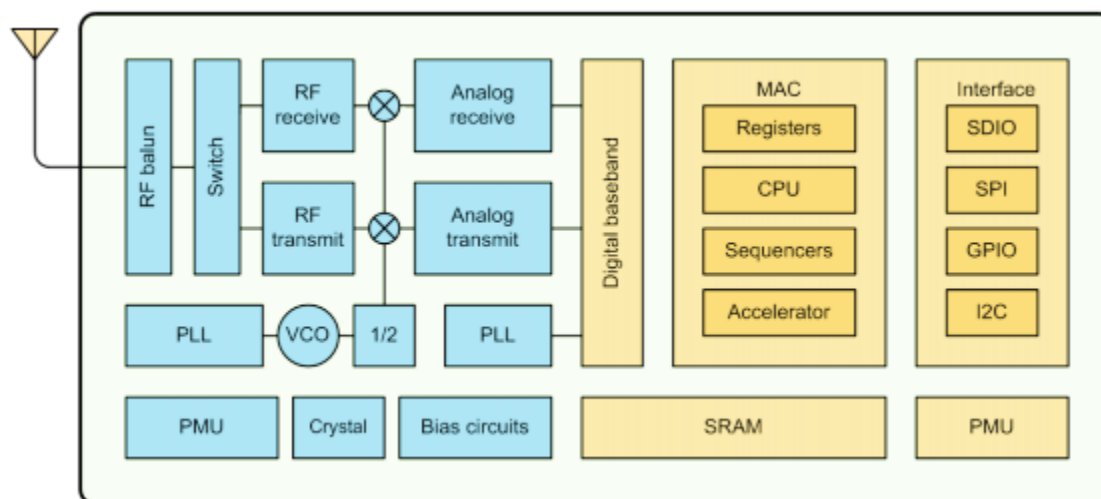 RF balun
Switch
RF
receive
Analog
receive
RF
transmit
Analog
transmit
PLL
VCO
1/2
PLL
Digital baseband
MAC
Registers
CPU
Sequencers
Accelerator
Interface
SDIO
SPI
GPIO
I2C
PMU
Crystal
Bias circuits
SRAM
PMU